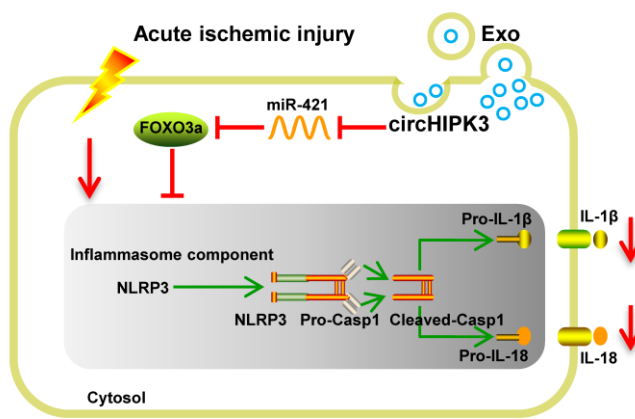 Acute ischemic injury
Exo
miR-421
FOXO3a
circHIPK3
Pro-IL-1β
IL-1β
Inflammasome component
NLRP3
NLRP3 Pro-Casp1 Cleaved-Casp1
Pro-IL-18
IL-18
Cytosol